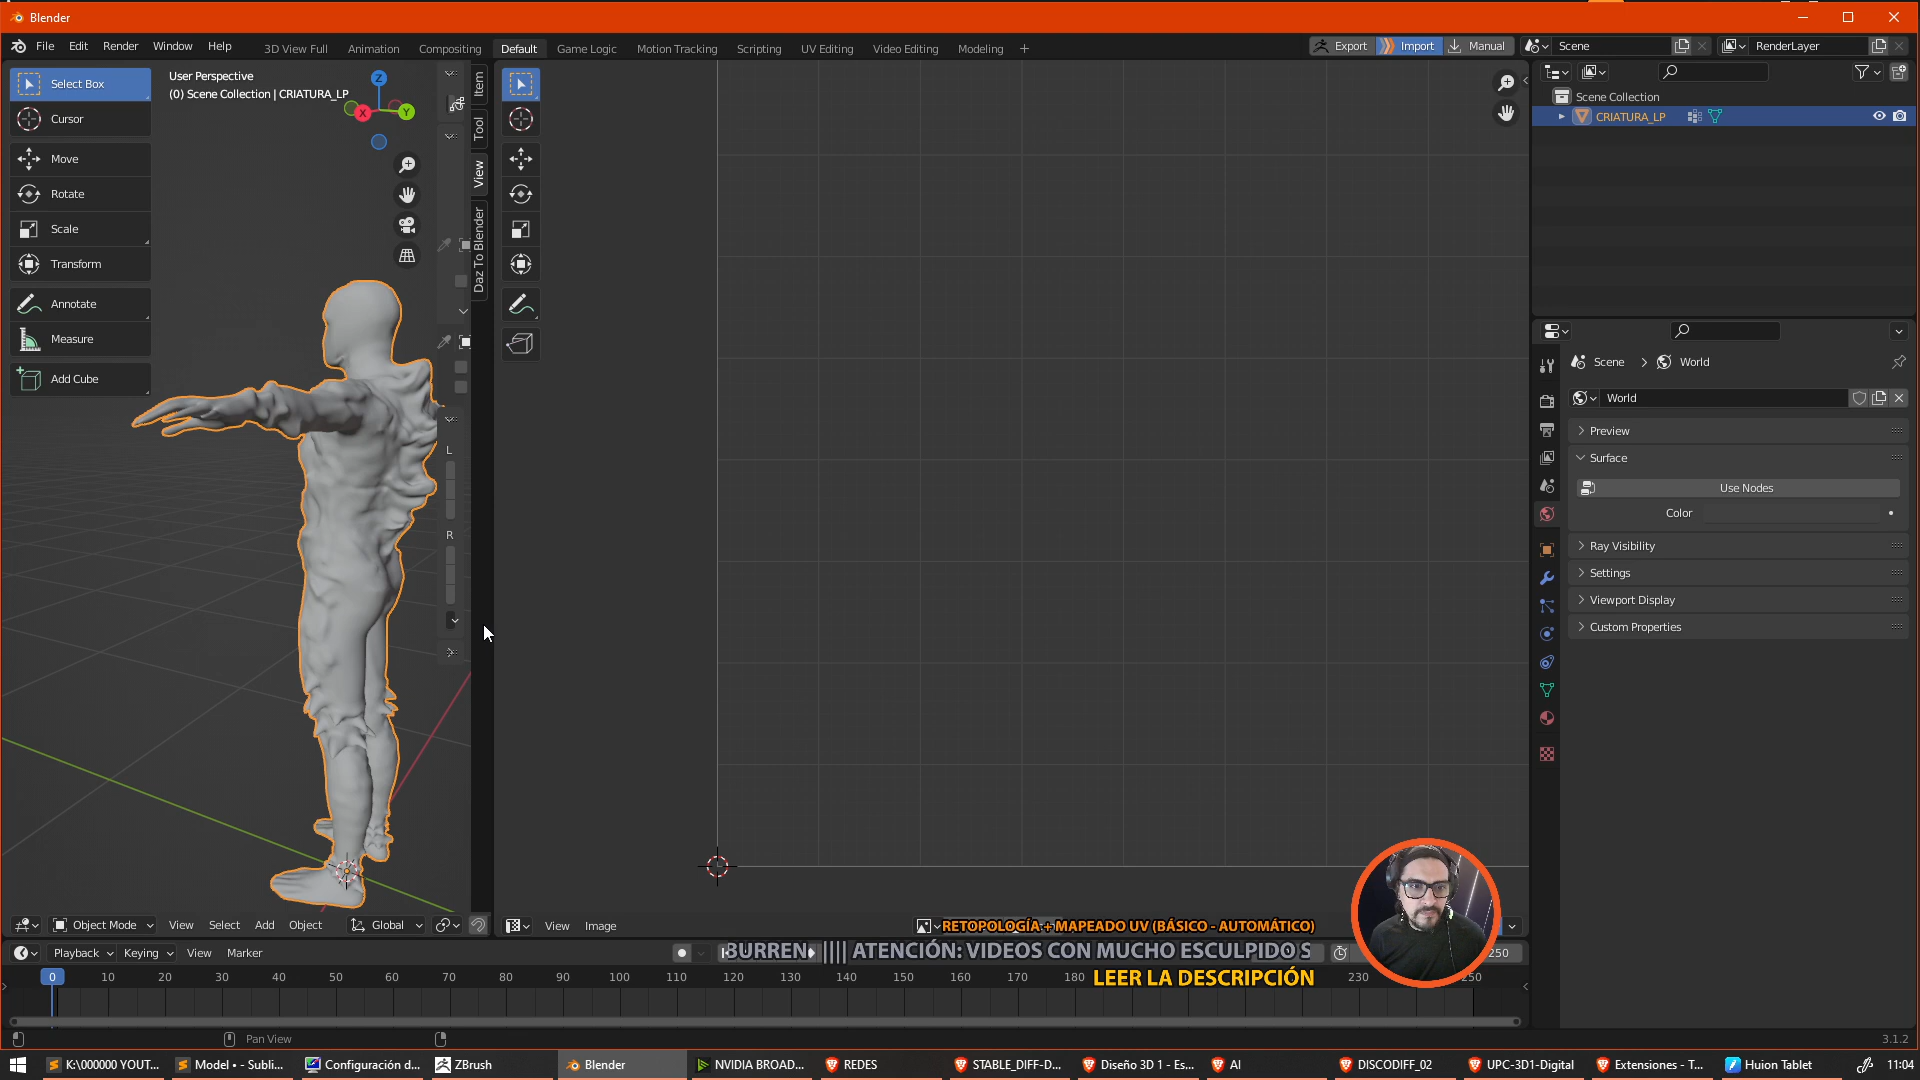 Blender
File Edit Render Window Help
3D View Full Animation Compositing Default Game Logic Motion Tracking Scripting UV Editing Video Editing Modeling +
Export Import Manual
Scene
RenderLayer
Select Box
Cursor
Move
Rotate
Scale
Transform
Annotate
Measure
Add Cube
User Perspective
(0) Scene Collection | CRIATURA_LP
Z
X
Y
Item
Tool
View
Daz To Blender
L
R
Scene Collection
CRIATURA_LP
Scene > World
World
Preview
Surface
Use Nodes
Color
Ray Visibility
Settings
Viewport Display
Custom Properties
Object Mode View Select Add Object Global
View Image
RETOPOLOGÍA + MAPEADO UV (BÁSICO - AUTOMÁTICO)
Playback Keying View Marker
BURREN |||| ATENCIÓN: VIDEOS CON MUCHO ESCULPIDO S
250
LEER LA DESCRIPCIÓN
0 10 20 30 40 50 60 70 80 90 100 110 120 130 140 150 160 170 180 230 250
Pan View
3.1.2
K:\000000 YOUT...
Model • - Subli...
Configuración d...
ZBrush
Blender
NVIDIA BROAD...
REDES
STABLE_DIFF-D...
Diseño 3D 1 - Es...
AI
DISCODIFF_02
UPC-3D1-Digital
Extensiones - T...
Huion Tablet
11:04